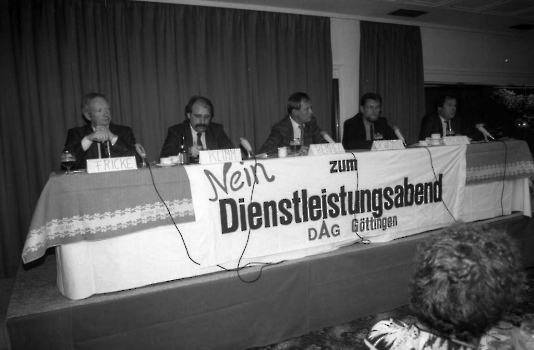 FRICKE
Nein zum
Dienstleistungsabend
DAG Göttingen